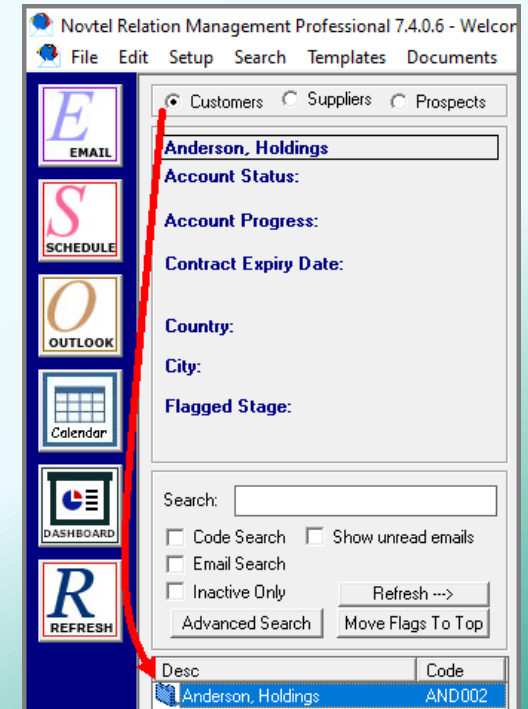 Novtel Relation Management Professional 7.4.0.6 - Welcor
File Edit Setup Search Templates Documents
E
EMAIL
S
SCHEDULE
O
OUTLOOK
Calendar
DASHBOARD
R
REFRESH
Customers Suppliers Prospects
Anderson, Holdings
Account Status:
Account Progress:
Contract Expiry Date:
Country:
City:
Flagged Stage:
Search:
Code Search Show unread emails
Email Search
Inactive Only Refresh --->
Advanced Search Move Flags To Top
Desc Code
Anderson, Holdings AND002